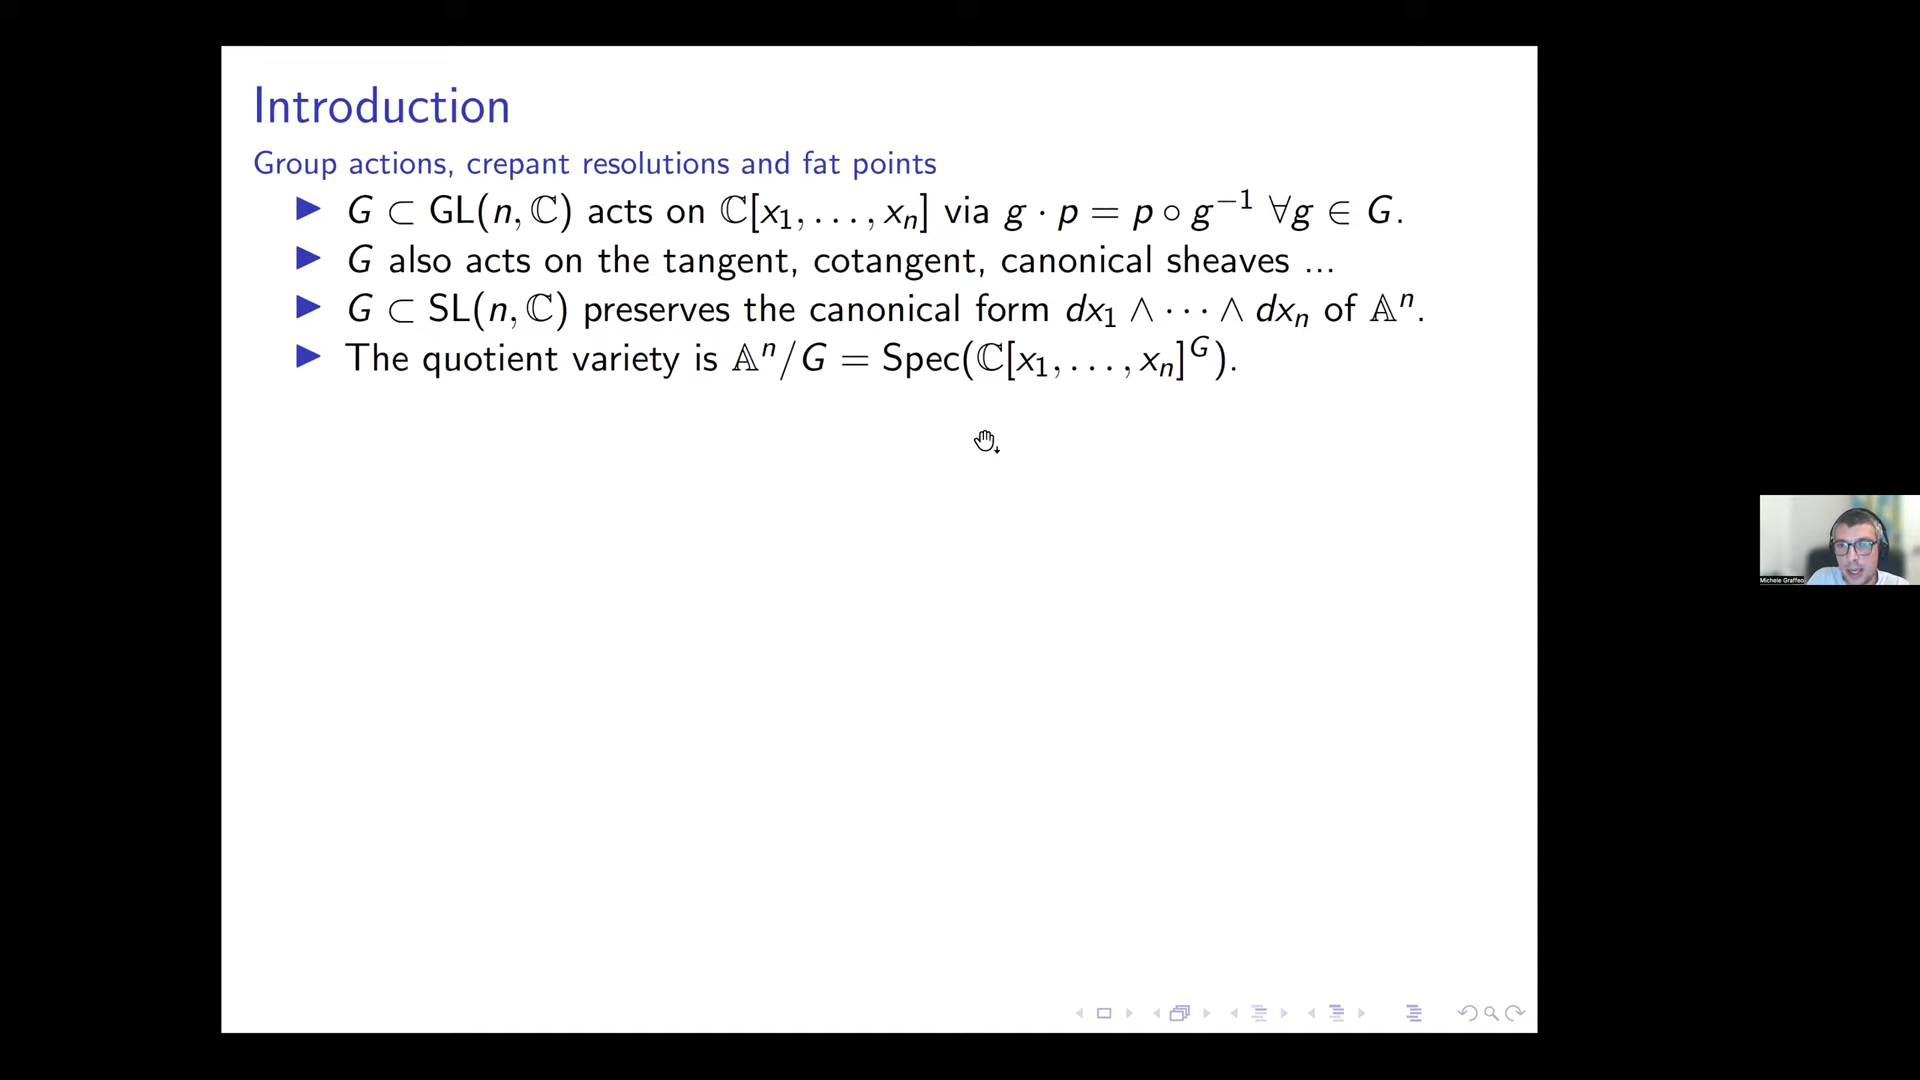 Introduction
Group actions, crepant resolutions and fat points
▶ G ⊂ GL(n, ℂ) acts on ℂ[x₁, . . . , xₙ] via g · p = p ∘ g⁻¹ ∀g ∈ G.
▶ G also acts on the tangent, cotangent, canonical sheaves ...
▶ G ⊂ SL(n, ℂ) preserves the canonical form dx₁ ∧ · · · ∧ dxₙ of 𝔸ⁿ.
▶ The quotient variety is 𝔸ⁿ/G = Spec(ℂ[x₁, . . . , xₙ]ᴳ).
Michele Graffeo